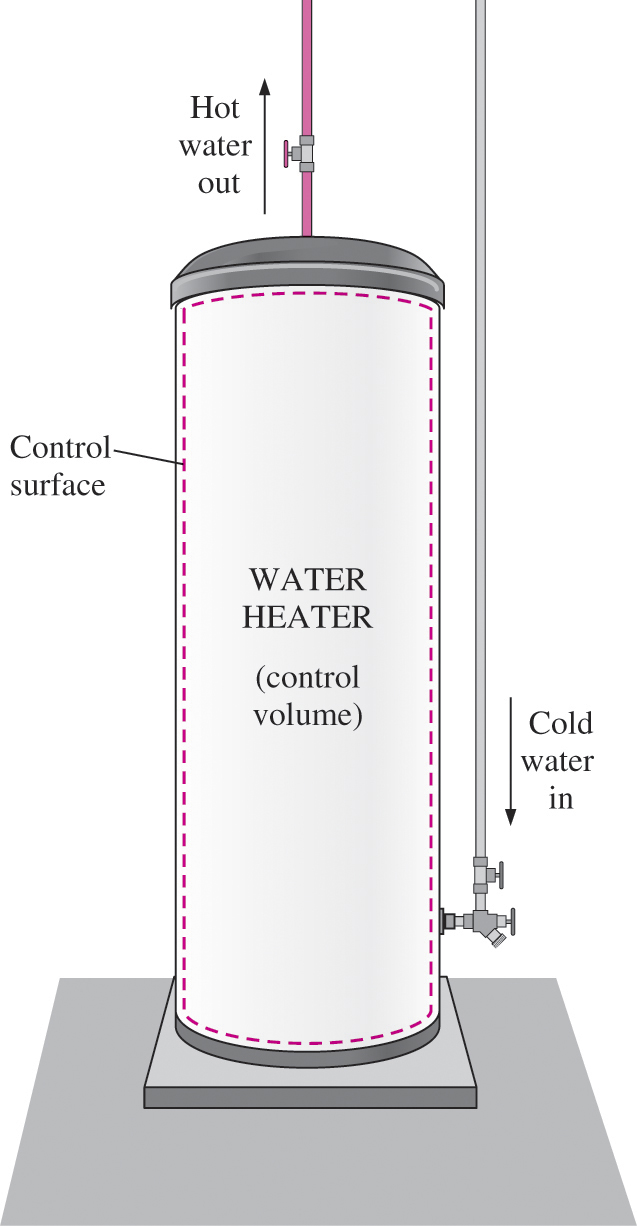 Hot
water
out
Control
surface
WATER
HEATER
(control
volume)
Cold
water
in